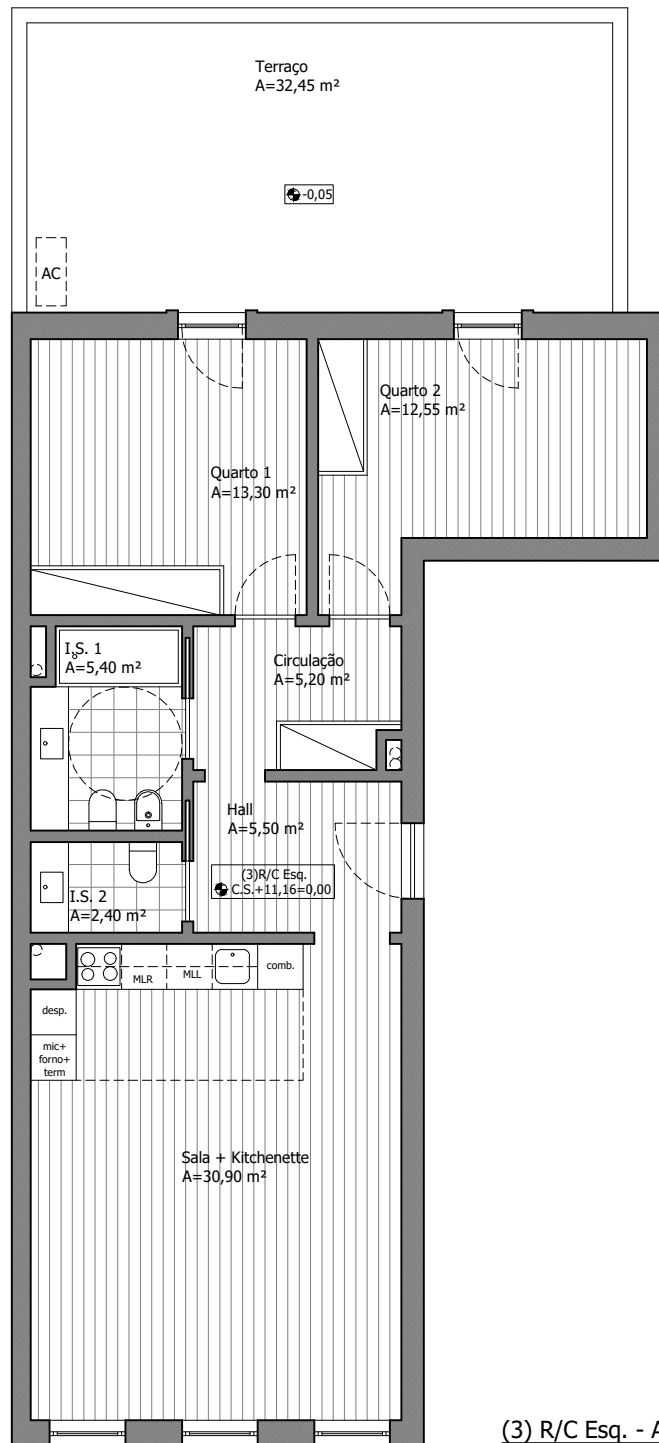 Terraço
A=32,45 m²
-0,05
AC
Quarto 2
A=12,55 m²
Quarto 1
A=13,30 m²
I.S. 1
A=5,40 m²
Circulação
A=5,20 m²
Hall
A=5,50 m²
(3)R/C Esq.
C.S.+11,16=0,00
I.S. 2
A=2,40 m²
MLR
MLL
comb.
desp.
mic+
forno+
term
Sala + Kitchenette
A=30,90 m²
(3) R/C Esq. - A